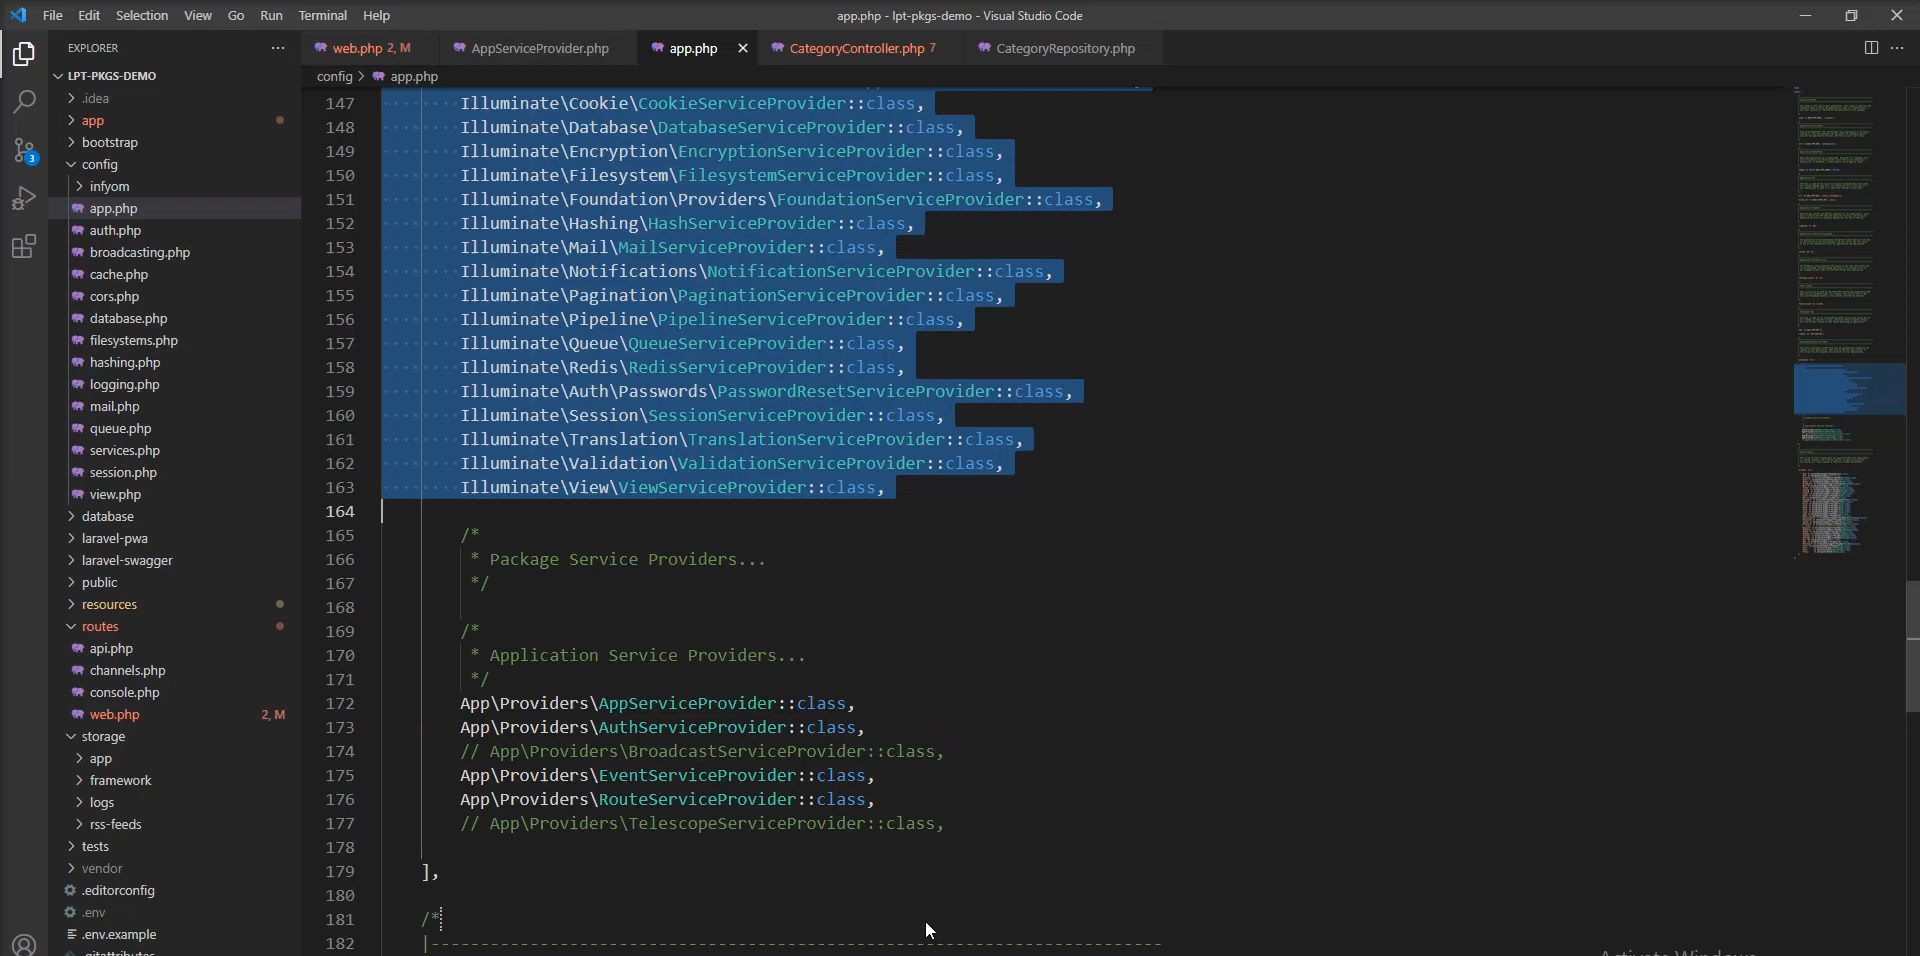 File Edit Selection View Go Run Terminal Help
app.php - lpt-pkgs-demo - Visual Studio Code
EXPLORER
LPT-PKGS-DEMO
.idea
app
bootstrap
config
infyom
app.php
auth.php
broadcasting.php
cache.php
cors.php
database.php
filesystems.php
hashing.php
logging.php
mail.php
queue.php
services.php
session.php
view.php
database
laravel-pwa
laravel-swagger
public
resources
routes
api.php
channels.php
console.php
web.php 2, M
storage
app
framework
logs
rss-feeds
tests
vendor
.editorconfig
.env
.env.example
.gitattributes
3
web.php 2, M AppServiceProvider.php app.php CategoryController.php 7 CategoryRepository.php
config > app.php
147 Illuminate\Cookie\CookieServiceProvider::class,
148 Illuminate\Database\DatabaseServiceProvider::class,
149 Illuminate\Encryption\EncryptionServiceProvider::class,
150 Illuminate\Filesystem\FilesystemServiceProvider::class,
151 Illuminate\Foundation\Providers\FoundationServiceProvider::class,
152 Illuminate\Hashing\HashServiceProvider::class,
153 Illuminate\Mail\MailServiceProvider::class,
154 Illuminate\Notifications\NotificationServiceProvider::class,
155 Illuminate\Pagination\PaginationServiceProvider::class,
156 Illuminate\Pipeline\PipelineServiceProvider::class,
157 Illuminate\Queue\QueueServiceProvider::class,
158 Illuminate\Redis\RedisServiceProvider::class,
159 Illuminate\Auth\Passwords\PasswordResetServiceProvider::class,
160 Illuminate\Session\SessionServiceProvider::class,
161 Illuminate\Translation\TranslationServiceProvider::class,
162 Illuminate\Validation\ValidationServiceProvider::class,
163 Illuminate\View\ViewServiceProvider::class,
164
165 /*
166 * Package Service Providers...
167 */
168
169 /*
170 * Application Service Providers...
171 */
172 App\Providers\AppServiceProvider::class,
173 App\Providers\AuthServiceProvider::class,
174 // App\Providers\BroadcastServiceProvider::class,
175 App\Providers\EventServiceProvider::class,
176 App\Providers\RouteServiceProvider::class,
177 // App\Providers\TelescopeServiceProvider::class,
178
179 ],
180
181 /*
182 |--------------------------------------------------------------------------
Activate Windows